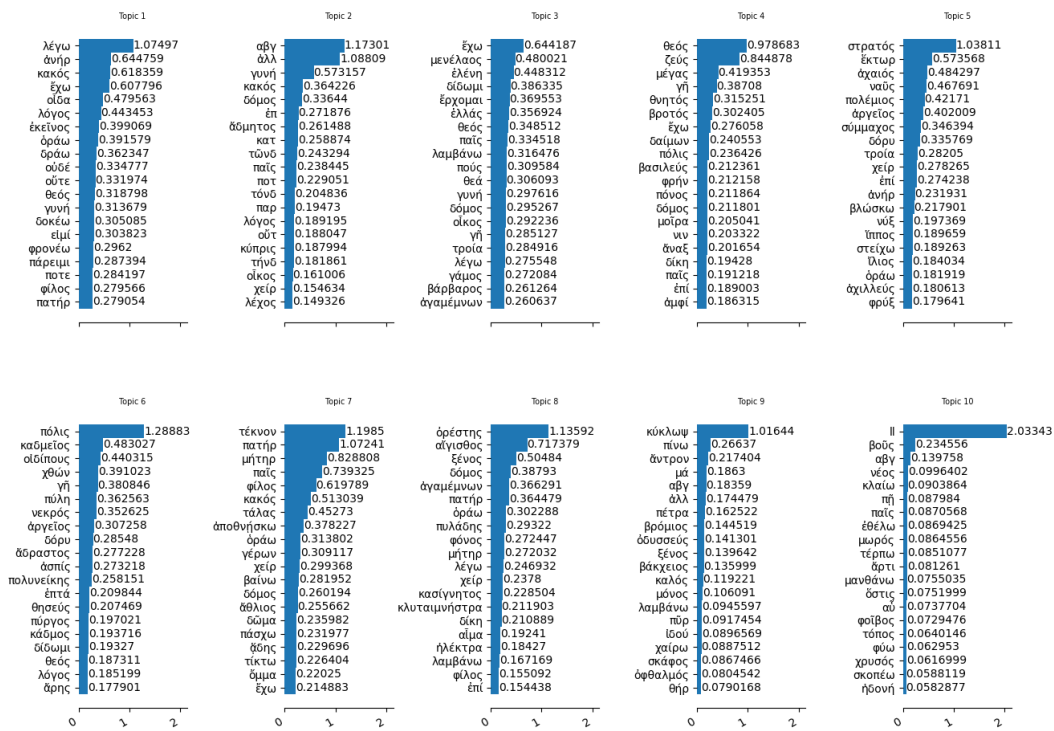 Topic 1
λέγω 1.07497
ἀνήρ 0.644759
κακός 0.618359
ἔχω 0.607796
οἶδα 0.479563
λόγος 0.443453
ἐκεῖνος 0.399069
ὁράω 0.391579
δράω 0.362347
οὐδέ 0.334777
οὔτε 0.331974
θεός 0.318798
γυνή 0.313679
δοκέω 0.305085
εἰμί 0.303823
φρονέω 0.2962
πάρειμι 0.287394
ποτε 0.284197
φίλος 0.279566
πατήρ 0.279054
0 1 2
Topic 2
αβγ 1.17301
ἀλλ 1.08809
γυνή 0.573157
κακός 0.364226
δόμος 0.33644
ἐπ 0.271876
ἄδμητος 0.261488
κατ 0.258874
τῶνδ 0.243294
παῖς 0.238445
ποτ 0.229051
τόνδ 0.204836
παρ 0.19473
λόγος 0.189195
οὔτ 0.188047
κύπρις 0.187994
τήνδ 0.181861
οἶκος 0.161006
χείρ 0.154634
λέχος 0.149326
0 1 2
Topic 3
ἔχω 0.644187
μενέλαος 0.480021
ἑλένη 0.448312
δίδωμι 0.386335
ἔρχομαι 0.369553
ἑλλάς 0.356924
θεός 0.348512
παῖς 0.334518
λαμβάνω 0.316476
πούς 0.309584
θεά 0.306093
γυνή 0.297616
δόμος 0.295267
οἶκος 0.292236
γῆ 0.285127
τροία 0.284916
λέγω 0.275548
γάμος 0.272084
βάρβαρος 0.261264
ἀγαμέμνων 0.260637
0 1 2
Topic 4
θεός 0.978683
ζεύς 0.844878
μέγας 0.419353
γῆ 0.38708
θνητός 0.315251
βροτός 0.302405
ἔχω 0.276058
δαίμων 0.240553
πόλις 0.236426
βασιλεύς 0.212361
φρήν 0.212158
πόνος 0.211864
δόμος 0.211801
μοῖρα 0.205041
νιν 0.203322
ἄναξ 0.201654
δίκη 0.19428
παῖς 0.191218
ἐπί 0.189003
ἀμφί 0.186315
0 1 2
Topic 5
στρατός 1.03811
ἕκτωρ 0.573568
ἀχαιός 0.484297
ναῦς 0.467691
πολέμιος 0.42171
ἀργεῖος 0.402009
σύμμαχος 0.346394
δόρυ 0.335769
τροία 0.28205
χείρ 0.278265
ἐπί 0.274238
ἀνήρ 0.231931
βλώσκω 0.217901
νύξ 0.197369
ἵππος 0.189659
στείχω 0.189263
ἴλιος 0.184034
ὁράω 0.181919
ἀχιλλεύς 0.180613
φρύξ 0.179641
0 1 2
Topic 6
πόλις 1.28883
καδμεῖος 0.483027
οἰδίπους 0.440315
χθών 0.391023
γῆ 0.380846
πύλη 0.362563
νεκρός 0.352625
ἀργεῖος 0.307258
δόρυ 0.28548
ἄδραστος 0.277228
ἀσπίς 0.273218
πολυνείκης 0.258151
ἑπτά 0.209844
θησεύς 0.207469
πύργος 0.197021
κάδμος 0.193716
δίδωμι 0.19327
θεός 0.187311
λόγος 0.185199
ἄρης 0.177901
0 1 2
Topic 7
τέκνον 1.1985
πατήρ 1.07241
μήτηρ 0.828808
παῖς 0.739325
φίλος 0.619789
κακός 0.513039
τάλας 0.45273
ἀποθνῄσκω 0.378227
ὁράω 0.313802
γέρων 0.309117
χείρ 0.299368
βαίνω 0.281952
δόμος 0.260194
ἄθλιος 0.255662
δῶμα 0.235982
πάσχω 0.231977
ᾅδης 0.229696
τίκτω 0.226404
ὄμμα 0.22025
ἔχω 0.214883
0 1 2
Topic 8
ὀρέστης 1.13592
αἴγισθος 0.717379
ξένος 0.50484
δόμος 0.38793
ἀγαμέμνων 0.366291
πατήρ 0.364479
ὁράω 0.302288
πυλάδης 0.29322
φόνος 0.272447
μήτηρ 0.272032
λέγω 0.246932
χείρ 0.2378
κασίγνητος 0.228504
κλυταιμνήστρα 0.211903
δίκη 0.210889
αἷμα 0.19241
ἠλέκτρα 0.18427
λαμβάνω 0.167169
φίλος 0.155092
ἐπί 0.154438
0 1 2
Topic 9
κύκλωψ 1.01644
πίνω 0.26637
ἄντρον 0.217404
μά 0.1863
αβγ 0.18359
ἀλλ 0.174479
πέτρα 0.162522
βρόμιος 0.144519
ὀδυσσεύς 0.141301
ξένος 0.139642
βάκχειος 0.135999
καλός 0.119221
μόνος 0.106091
λαμβάνω 0.0945597
πῦρ 0.0917454
ἰδού 0.0896569
χαίρω 0.0887512
σκάφος 0.0867466
ὀφθαλμός 0.0804542
θήρ 0.0790168
0 1 2
Topic 10
ΙΙ 2.03343
βοῦς 0.234556
αβγ 0.139758
νέος 0.0996402
κλαίω 0.0903864
πῇ 0.087984
παῖς 0.0870568
ἐθέλω 0.0869425
μωρός 0.0864556
τέρπω 0.0851077
ἄρτι 0.081261
μανθάνω 0.0755035
ὅστις 0.0751999
αὖ 0.0737704
φοῖβος 0.0729476
τόπος 0.0640146
φύω 0.062953
χρυσός 0.0616999
σκοπέω 0.0588119
ἡδονή 0.0582877
0 1 2